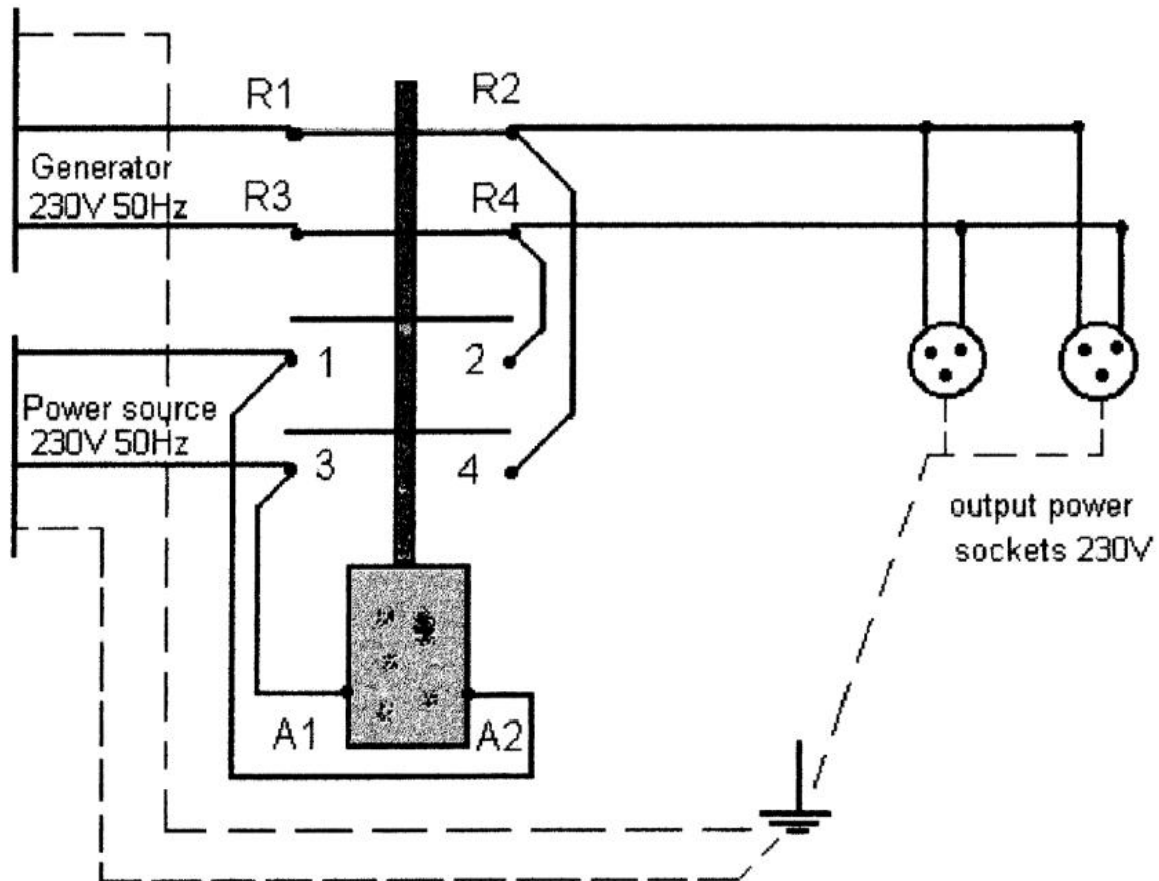 R1
R2
Generator
230V 50Hz
R3
R4
1
2
Power source
230V 50Hz
3
4
output power
sockets 230V
A1
A2